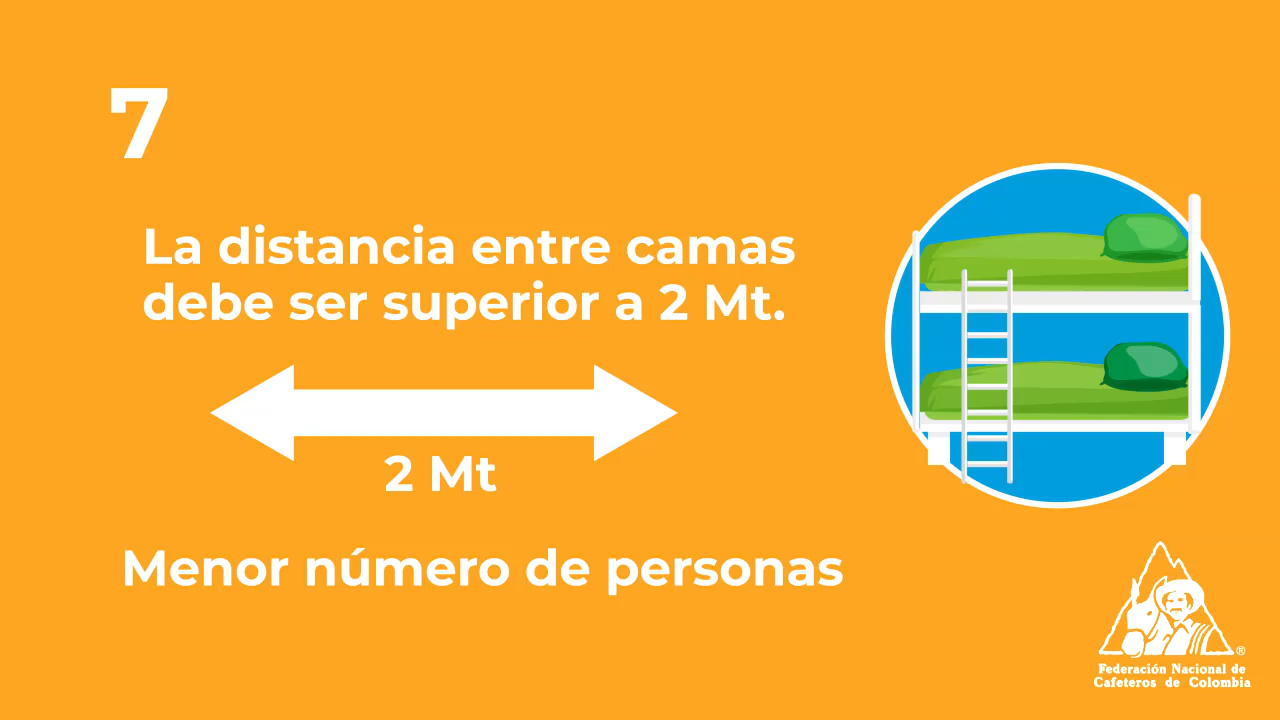 7
La distancia entre camas
debe ser superior a 2 Mt.
2 Mt
Menor número de personas
®
Federación Nacional de
Cafeteros de Colombia